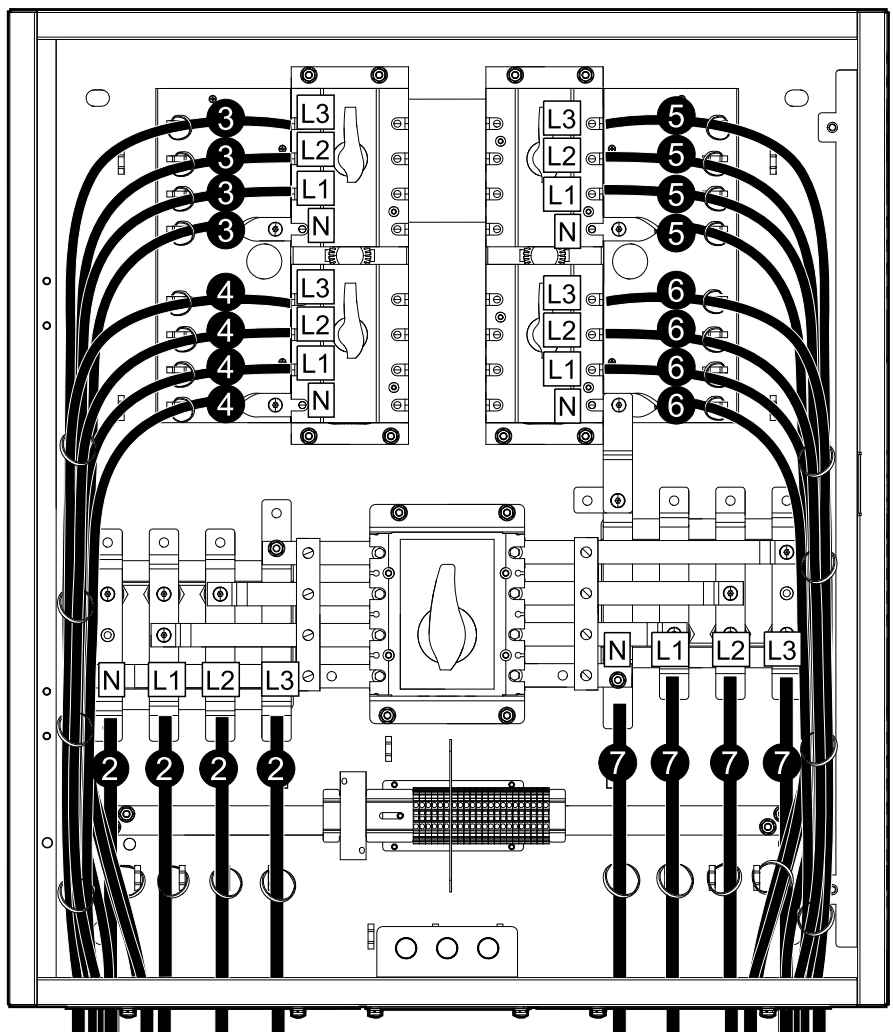 3 L3 L3 5
3 L2 L2 5
3 L1 L1 5
3 N N 5
4 L3 L3 6
4 L2 L2 6
4 L1 L1 6
4 N N 6
N L1 L2 L3 N L1 L2 L3
2 2 2 2 7 7 7 7